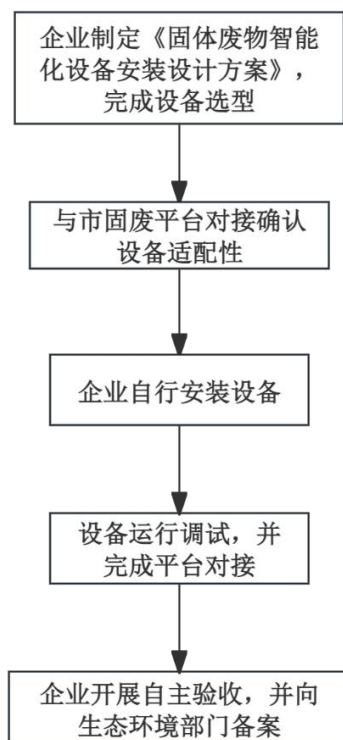 企业制定《固体废物智能
化设备安装设计方案》,
完成设备选型
与市固废平台对接确认
设备适配性
企业自行安装设备
设备运行调试，并
完成平台对接
企业开展自主验收，并向
生态环境部门备案